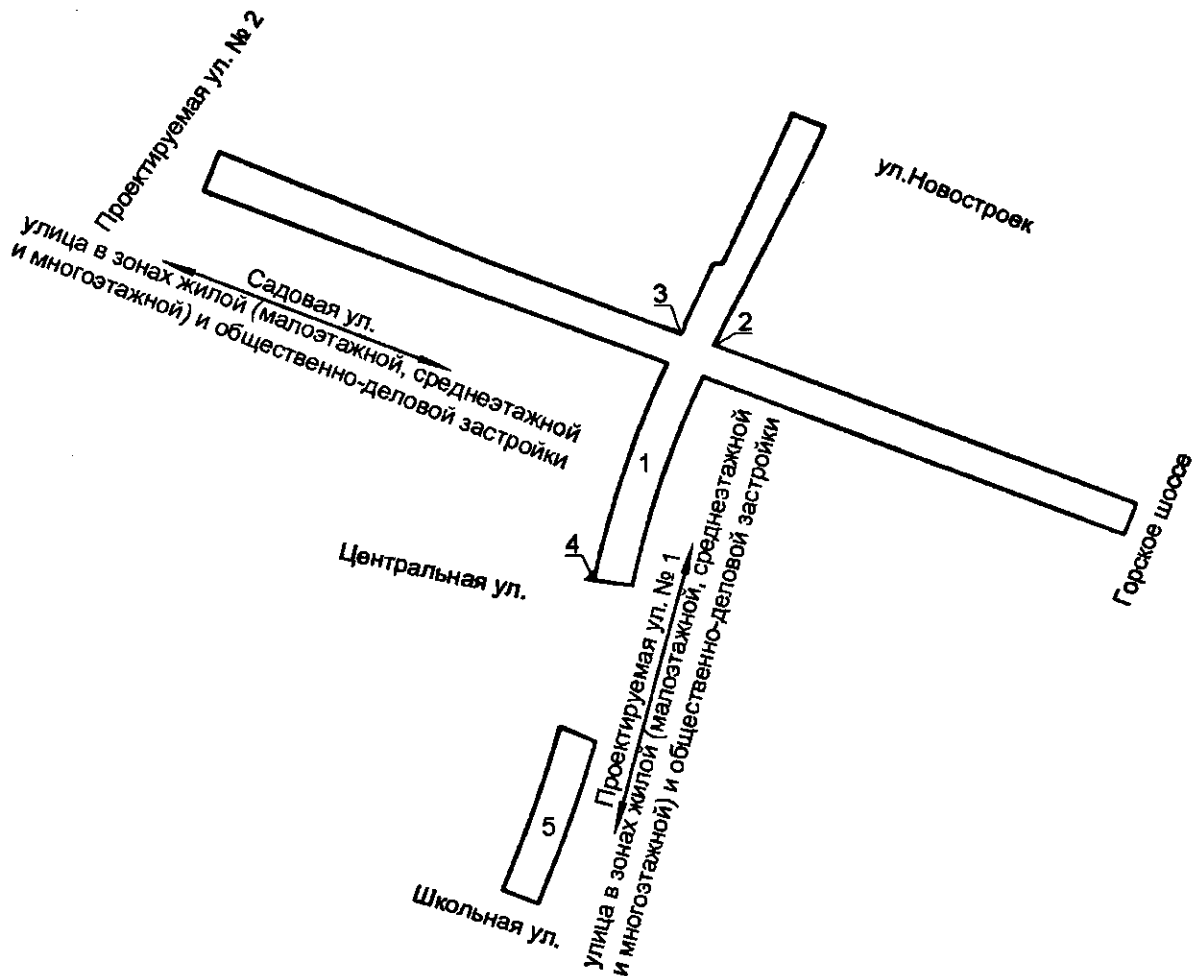 Проектируемая ул. № 2
улица в зонах жилой (малоэтажной, среднеэтажной
и многоэтажной) и общественно-деловой застройки
Садовая ул.
ул.Новостроек
3
2
1
4
Центральная ул.
Горское шоссе
Проектируемая ул. № 1
улица в зонах жилой (малоэтажной, среднеэтажной
и многоэтажной) и общественно-деловой застройки
5
Школьная ул.